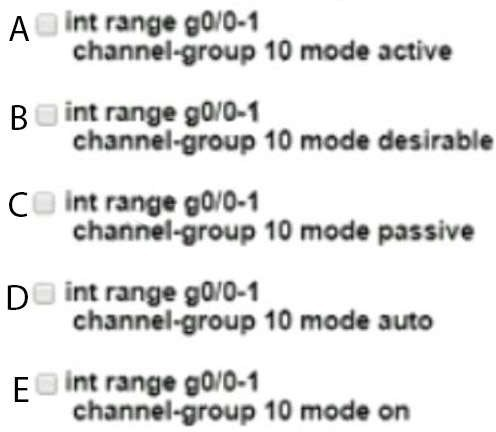 A int range g0/0-1
channel-group 10 mode active
B int range g0/0-1
channel-group 10 mode desirable
C int range g0/0-1
channel-group 10 mode passive
D int range g0/0-1
channel-group 10 mode auto
E int range g0/0-1
channel-group 10 mode on